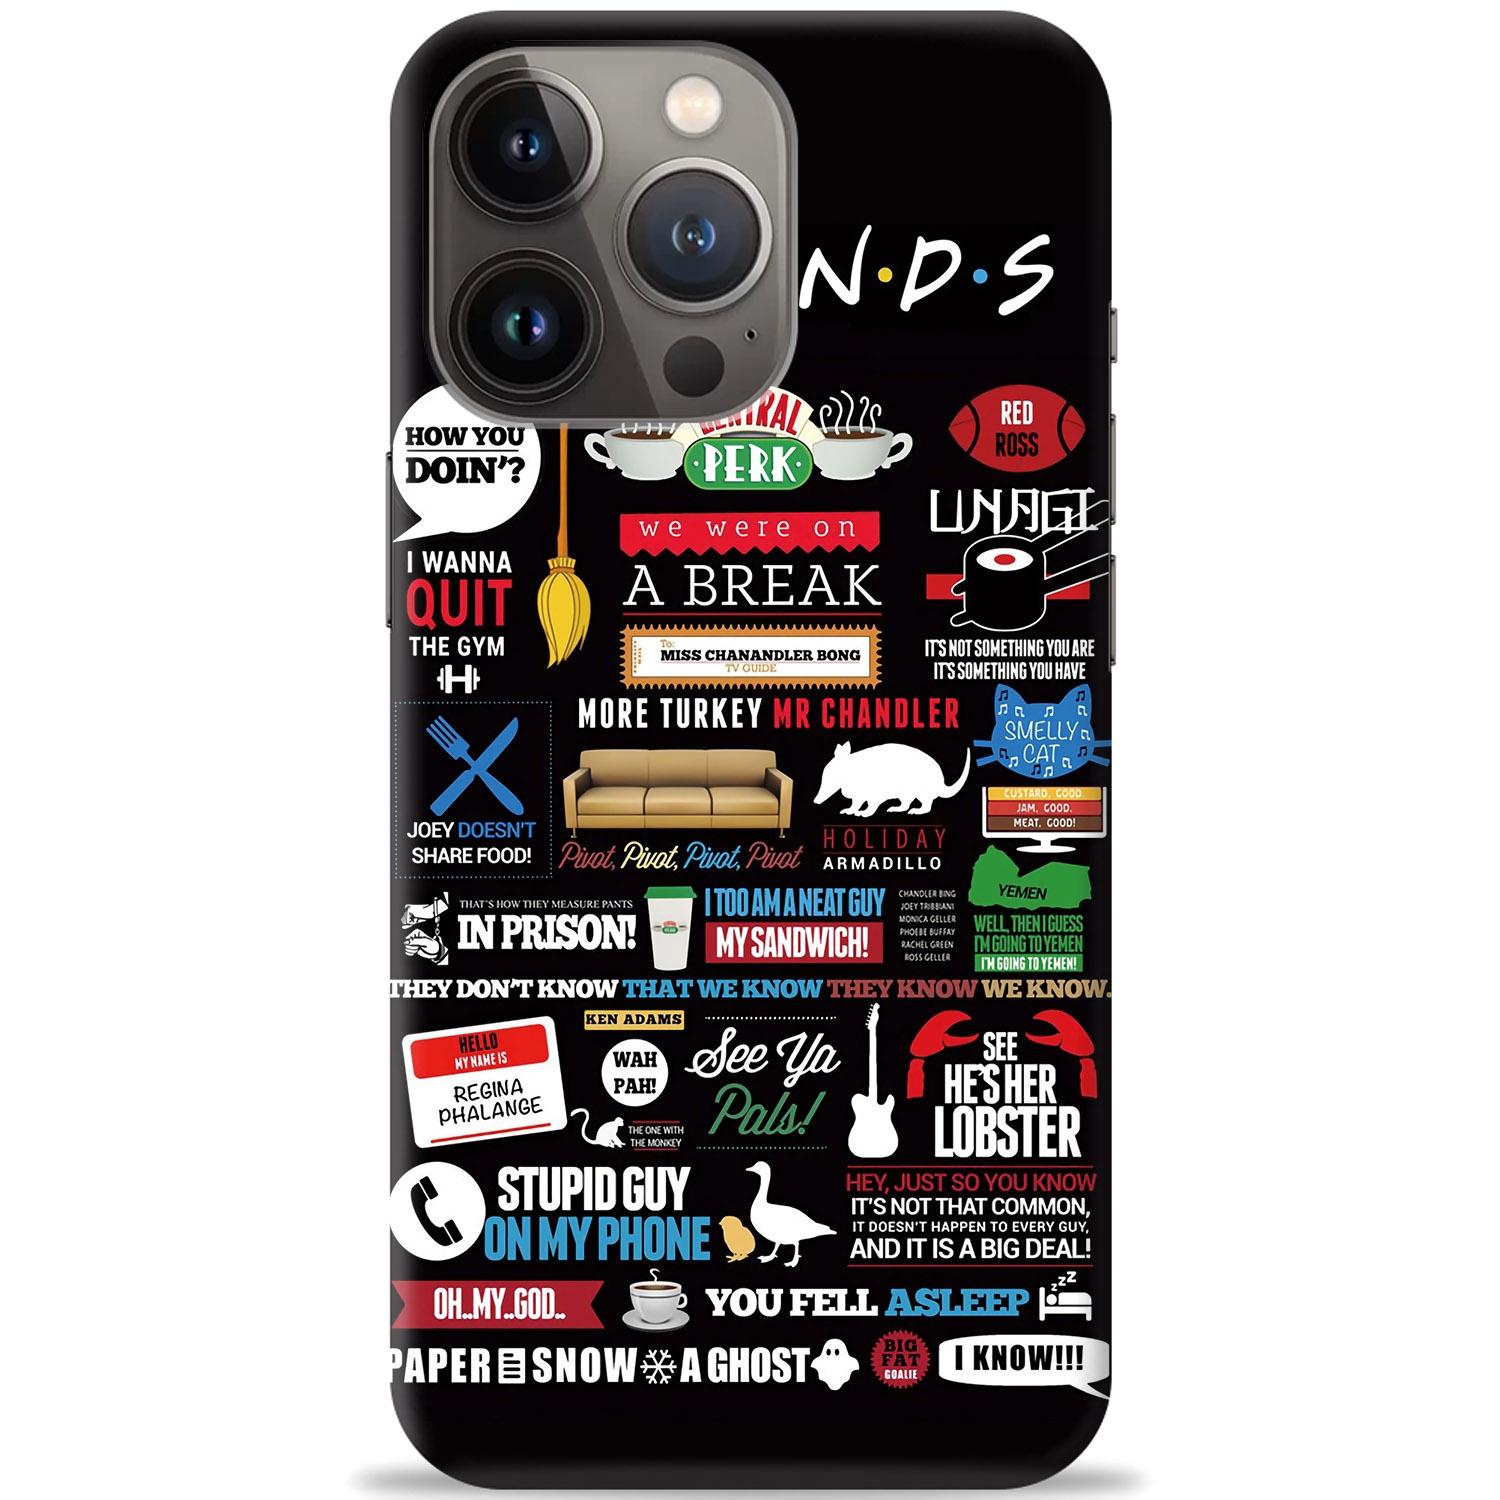 N·D·S
HOW YOU
DOIN'?
CENTRAL
PERK
RED
ROSS
we were on
A BREAK
UNAGI
I WANNA
QUIT
THE GYM
To:
MISS CHANANDLER BONG
TV GUIDE
IT'S NOT SOMETHING YOU ARE
IT'S SOMETHING YOU HAVE
MORE TURKEY MR CHANDLER
SMELLY
CAT
JOEY DOESN'T
SHARE FOOD!
Pivot, Pivot, Pivot, Pivot
HOLIDAY
ARMADILLO
CUSTARD, GOOD.
JAM, GOOD.
MEAT, GOOD!
YEMEN
WELL, THEN I GUESS
I'M GOING TO YEMEN
I'M GOING TO YEMEN!
THAT'S HOW THEY MEASURE PANTS
IN PRISON!
I TOO AM A NEAT GUY
MY SANDWICH!
CHANDLER BING
JOEY TRIBBIANI
MONICA GELLER
PHOEBE BUFFAY
RACHEL GREEN
ROSS GELLER
THEY DON'T KNOW THAT WE KNOW THEY KNOW WE KNOW.
HELLO
MY NAME IS
REGINA
PHALANGE
KEN ADAMS
WAH
PAH!
THE ONE WITH
THE MONKEY
See Ya
Pals!
SEE
HE'S HER
LOBSTER
STUPID GUY
ON MY PHONE
HEY, JUST SO YOU KNOW
IT'S NOT THAT COMMON,
IT DOESN'T HAPPEN TO EVERY GUY,
AND IT IS A BIG DEAL!
OH..MY..GOD..
YOU FELL ASLEEP
zzz
PAPER SNOW A GHOST
BIG
FAT
GOALIE
I KNOW!!!